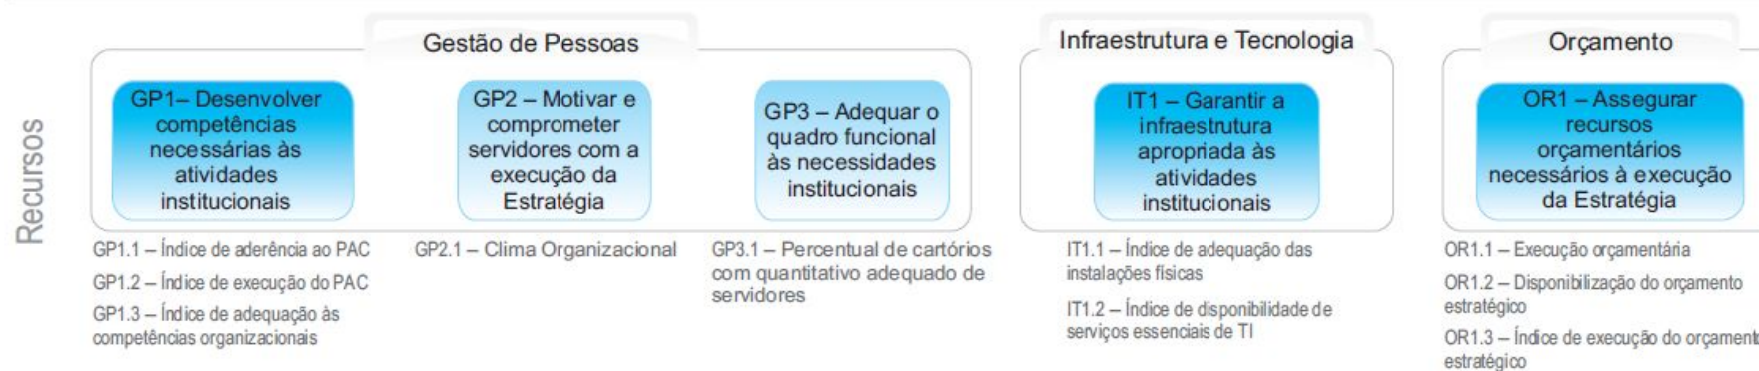 Recursos
Gestão de Pessoas
GP1– Desenvolver
competências
necessárias às
atividades
institucionais
GP2 – Motivar e
comprometer
servidores com a
execução da
Estratégia
GP3 – Adequar o
quadro funcional
às necessidades
institucionais
GP1.1 – Índice de aderência ao PAC
GP1.2 – Índice de execução do PAC
GP1.3 – Índice de adequação às
competências organizacionais
GP2.1 – Clima Organizacional
GP3.1 – Percentual de cartórios
com quantitativo adequado de
servidores
Infraestrutura e Tecnologia
IT1 – Garantir a
infraestrutura
apropriada às
atividades
institucionais
IT1.1 – Índice de adequação das
instalações físicas
IT1.2 – Índice de disponibilidade de
serviços essenciais de TI
Orçamento
OR1 – Assegurar
recursos
orçamentários
necessários à execução
da Estratégia
OR1.1 – Execução orçamentária
OR1.2 – Disponibilização do orçamento
estratégico
OR1.3 – Índice de execução do orçament
estratégico